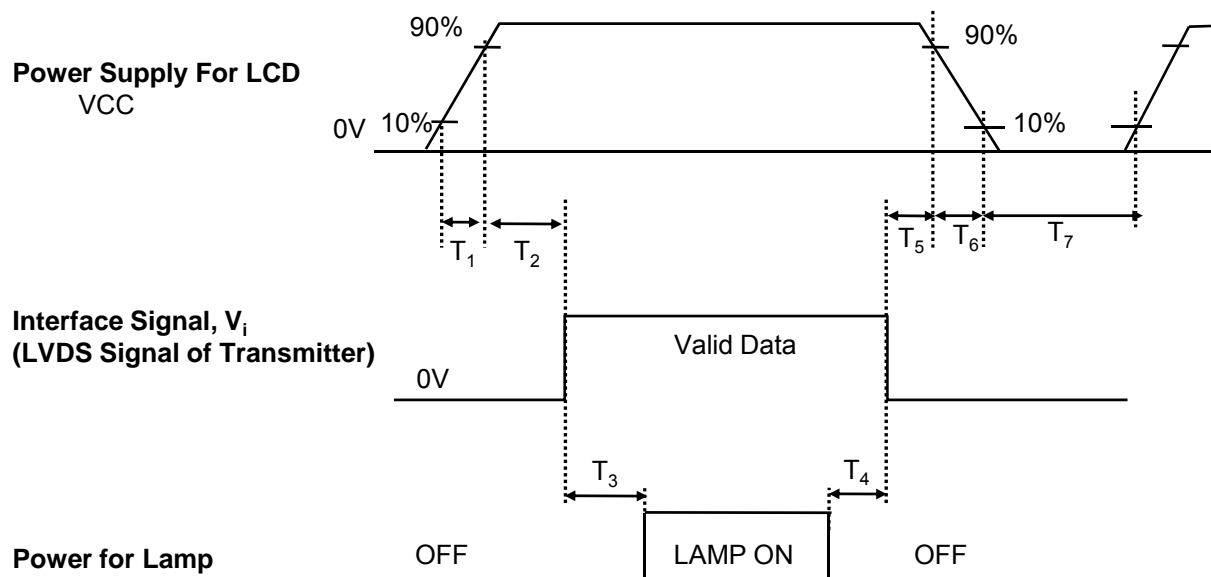 90%
90%
Power Supply For LCD
VCC
0V
10%
10%
T₁
T₂
T₅
T₆
T₇
Interface Signal, Vᵢ
(LVDS Signal of Transmitter)
Valid Data
0V
T₃
T₄
Power for Lamp
OFF
LAMP ON
OFF